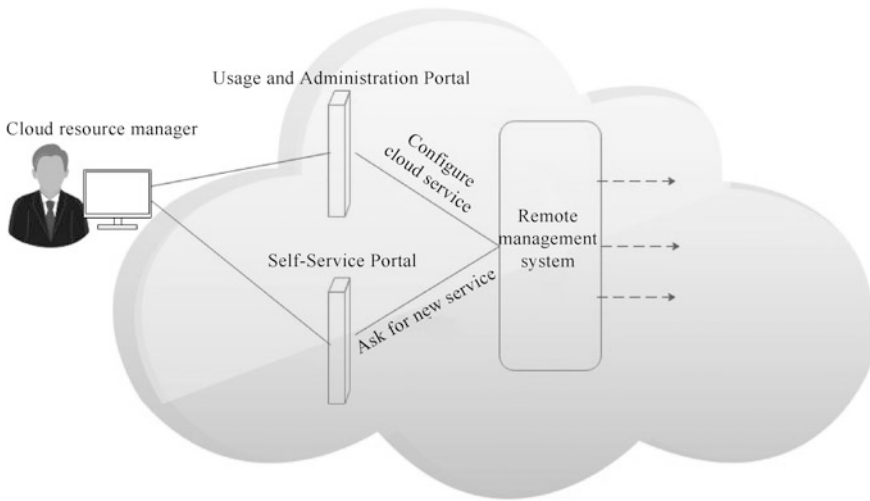 Usage and Administration Portal
Cloud resource manager
Configure
cloud service
Remote
management
system
Self-Service Portal
Ask for new service